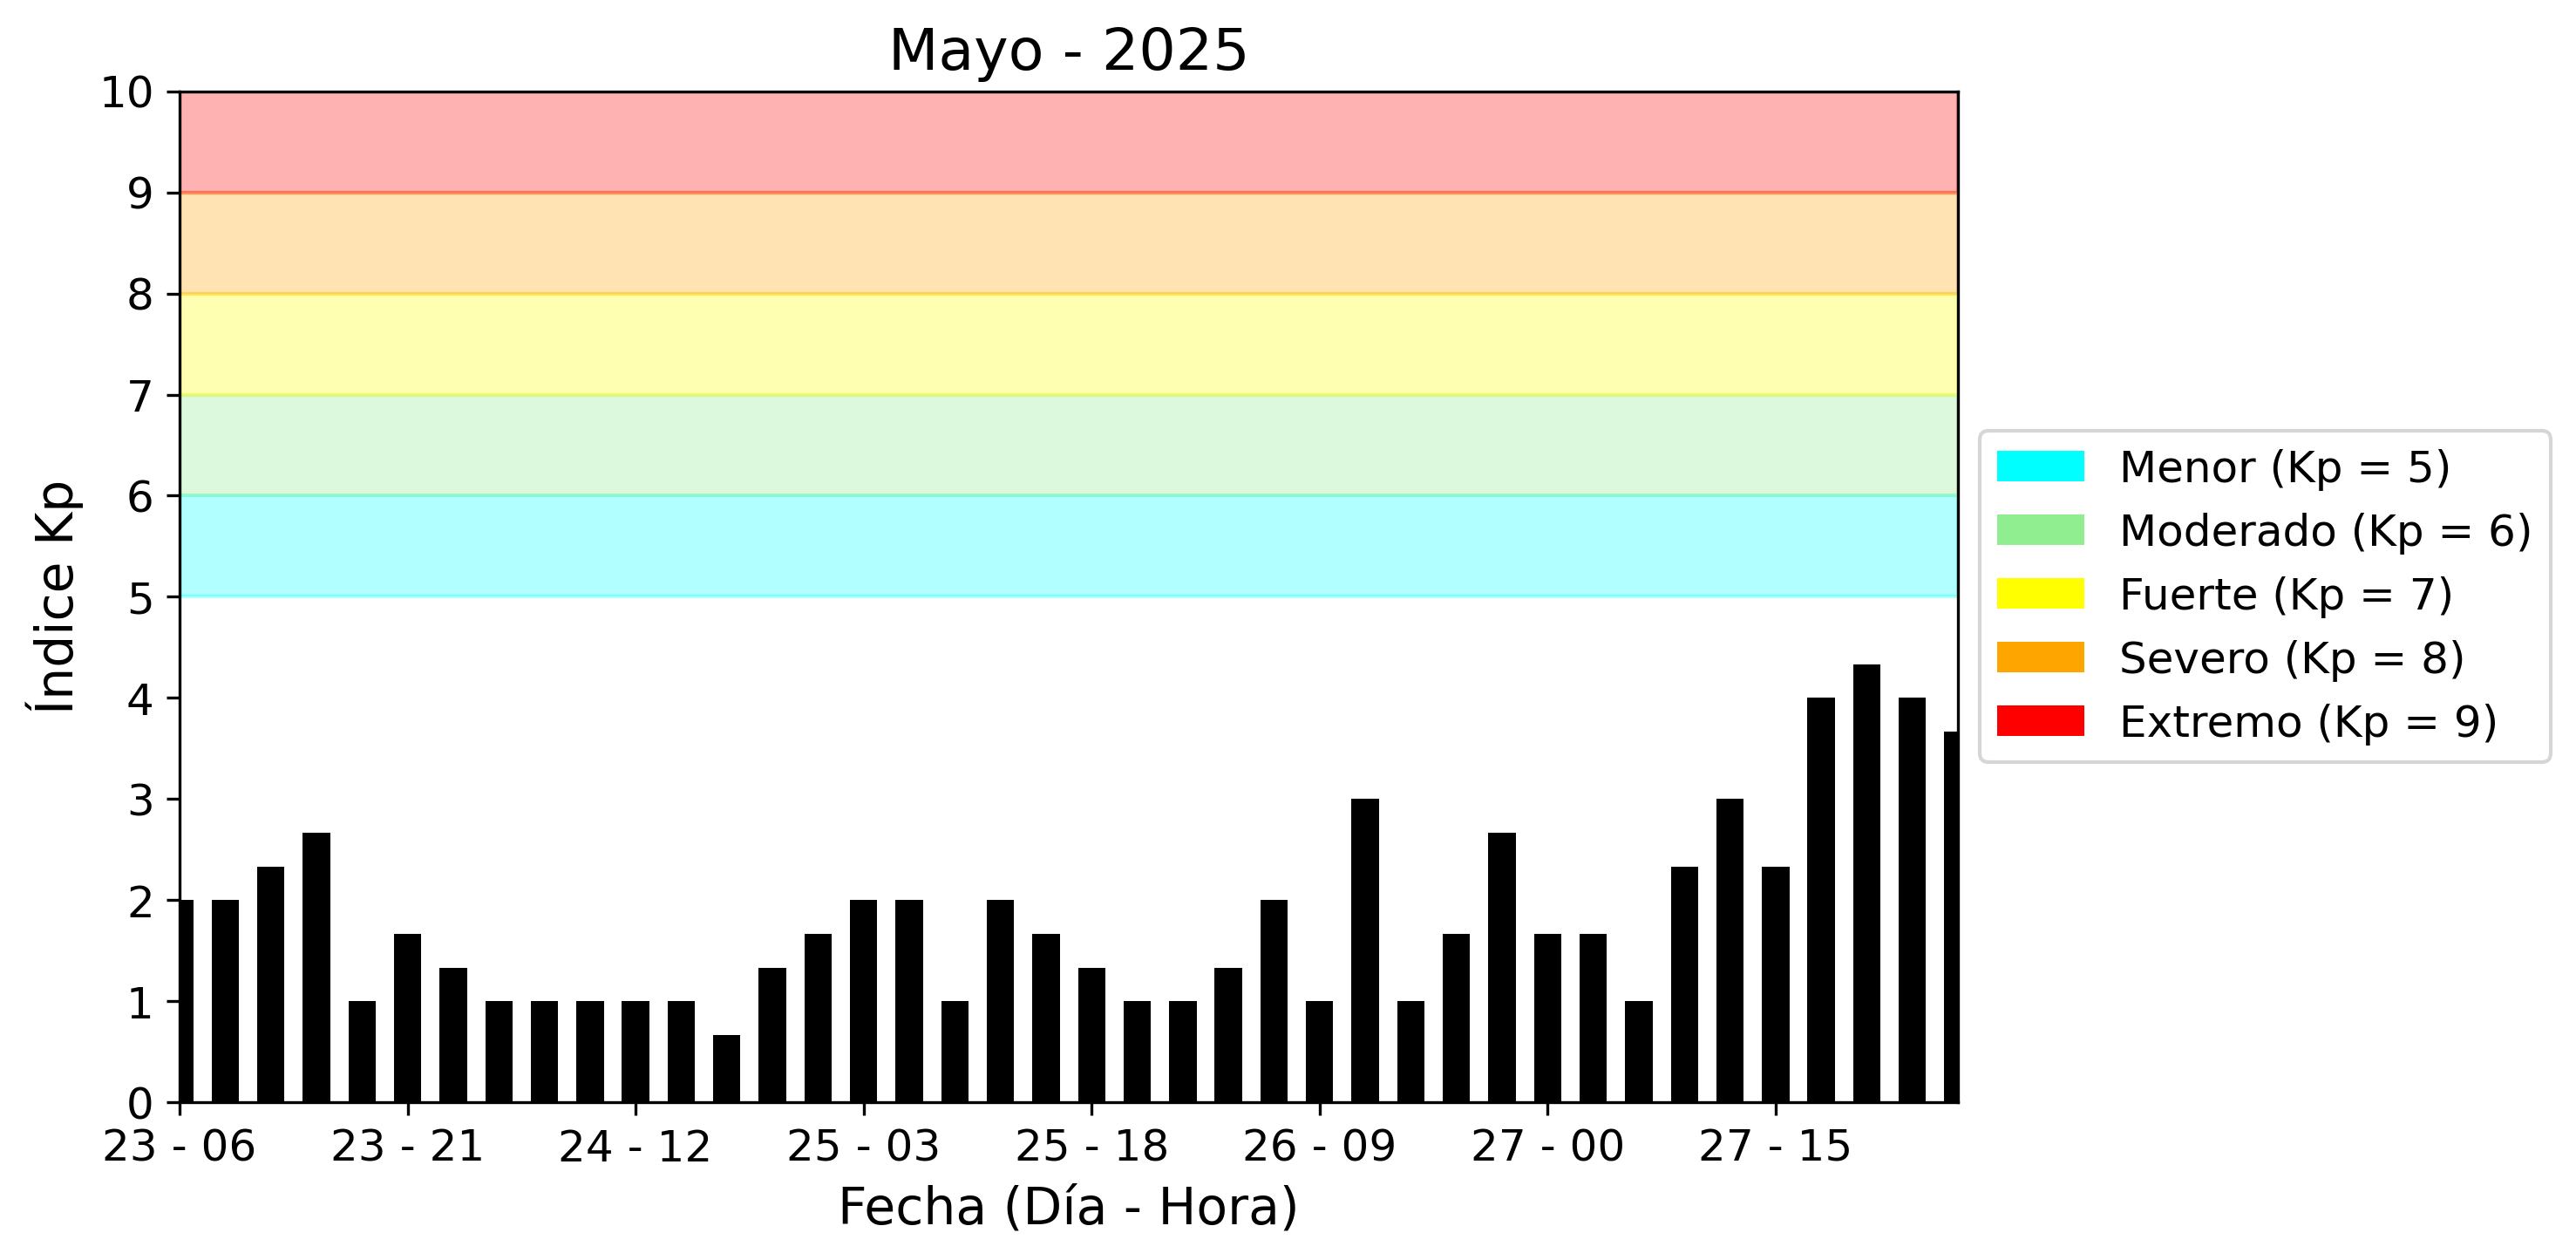 Mayo - 2025
10
9
8
7
6
5
4
3
2
1
0
Índice Kp
23 - 06
23 - 21
24 - 12
25 - 03
25 - 18
26 - 09
27 - 00
27 - 15
Fecha (Día - Hora)
Menor (Kp = 5)
Moderado (Kp = 6)
Fuerte (Kp = 7)
Severo (Kp = 8)
Extremo (Kp = 9)